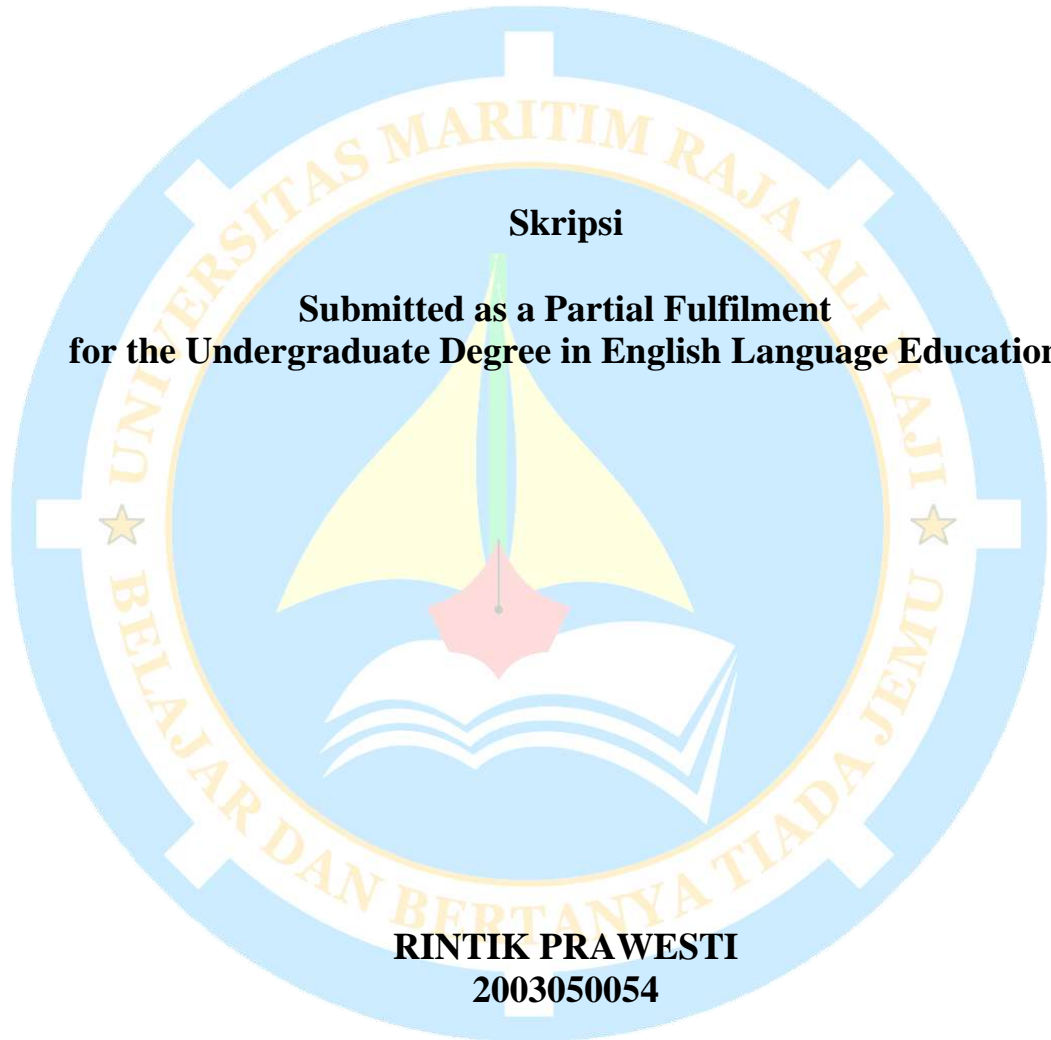 UNIVERSITAS MARITIM RAJA ALI HAJI
Skripsi
Submitted as a Partial Fulfilment
for the Undergraduate Degree in English Language Education
BELAJAR DAN BERTANYA TIADA JEMU
RINTIK PRAWESTI
2003050054